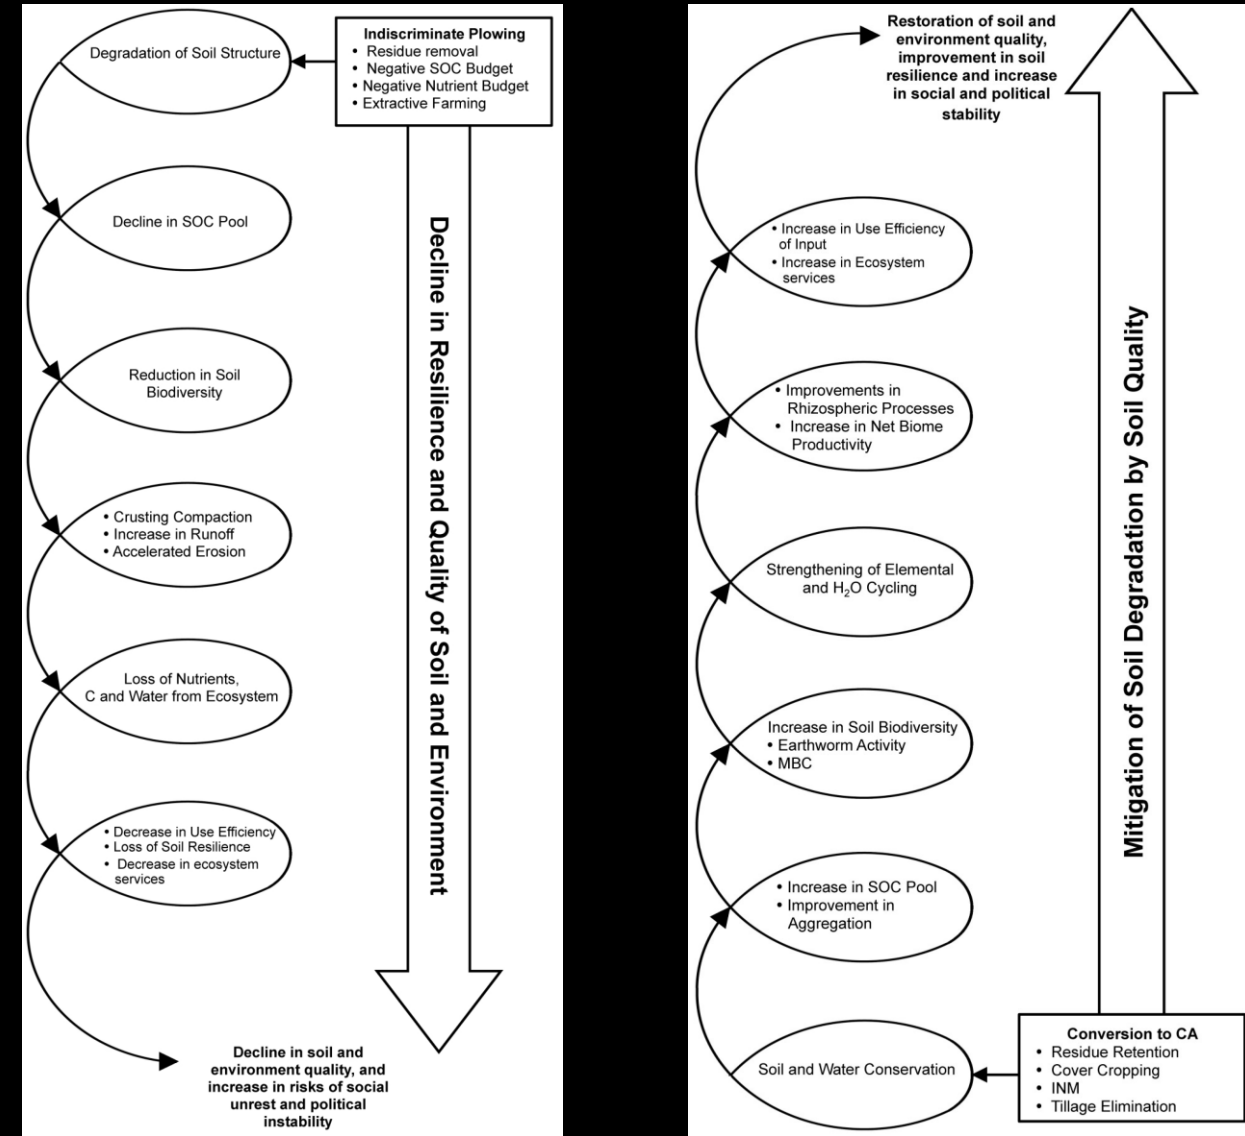 Degradation of Soil Structure
Indiscriminate Plowing
• Residue removal
• Negative SOC Budget
• Negative Nutrient Budget
• Extractive Farming
Decline in SOC Pool
Reduction in Soil
Biodiversity
• Crusting Compaction
• Increase in Runoff
• Accelerated Erosion
Loss of Nutrients,
C and Water from Ecosystem
• Decrease in Use Efficiency
• Loss of Soil Resilience
• Decrease in ecosystem
services
Decline in soil and
environment quality, and
increase in risks of social
unrest and political
instability
Decline in Resilience and Quality of Soil and Environment
Restoration of soil and
environment quality,
improvement in soil
resilience and increase
in social and political
stability
• Increase in Use Efficiency
of Input
• Increase in Ecosystem
services
• Improvements in
Rhizospheric Processes
• Increase in Net Biome
Productivity
Strengthening of Elemental
and H₂O Cycling
Increase in Soil Biodiversity
• Earthworm Activity
• MBC
• Increase in SOC Pool
• Improvement in
Aggregation
Soil and Water Conservation
Conversion to CA
• Residue Retention
• Cover Cropping
• INM
• Tillage Elimination
Mitigation of Soil Degradation by Soil Quality